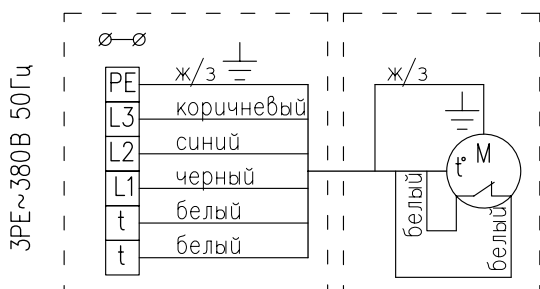 3PE~380В 50Гц
PE ж/з
L3 коричневый
L2 синий
L1 черный
t белый
t белый
ж/з
t° M
белый
белый